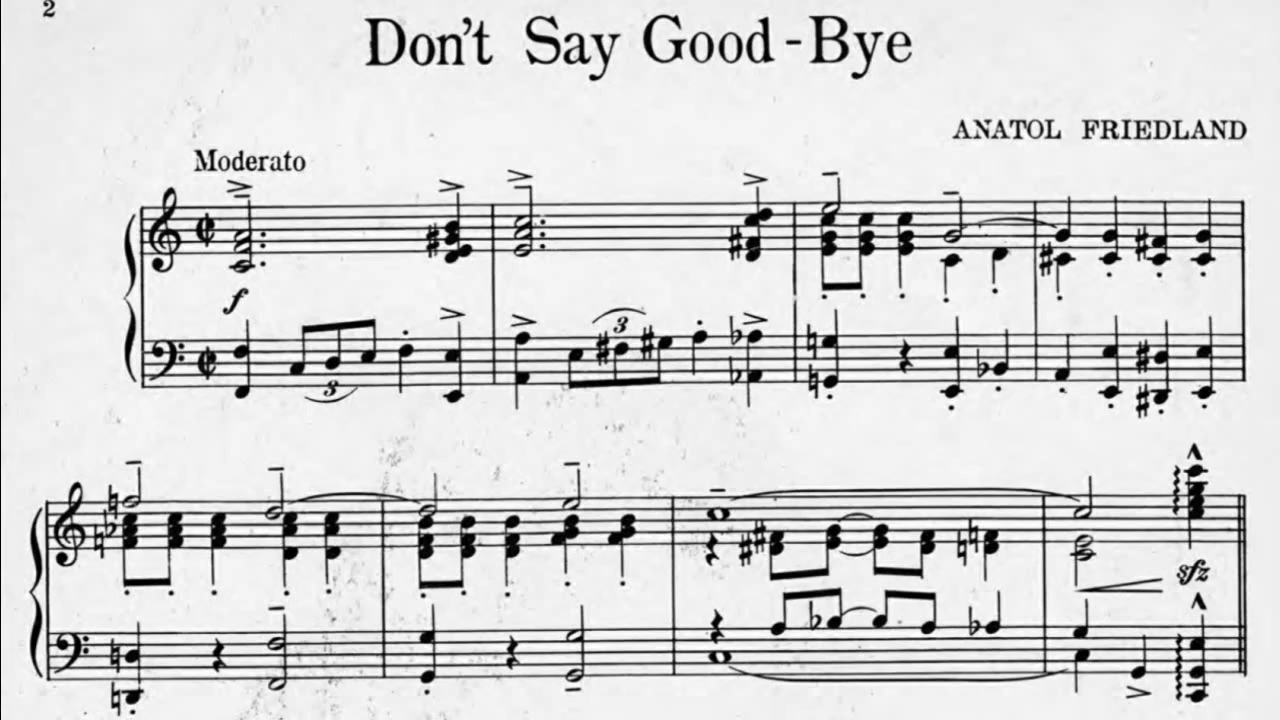 2
Don't Say Good-Bye
ANATOL FRIEDLAND
Moderato
f
3
3
sfz